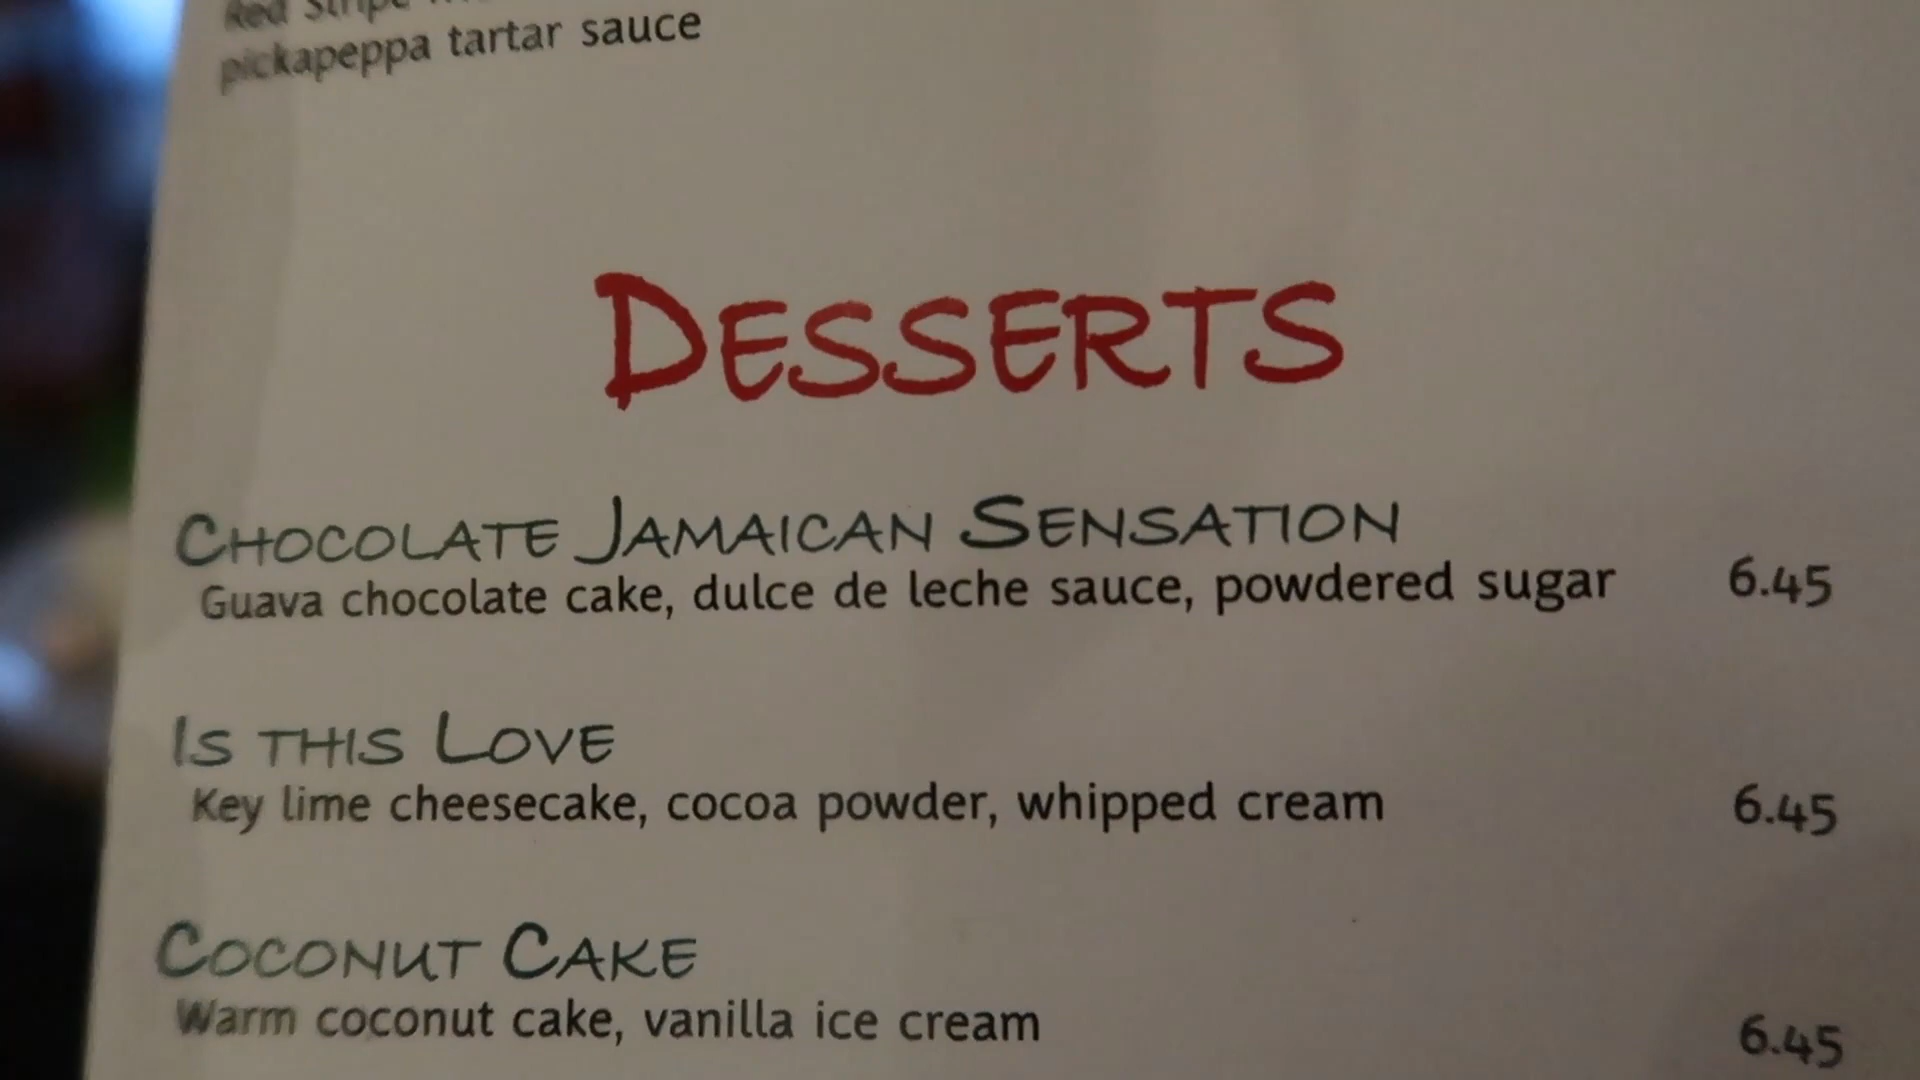 Red Stripe
pickapeppa tartar sauce
DESSERTS
CHOCOLATE JAMAICAN SENSATION
Guava chocolate cake, dulce de leche sauce, powdered sugar 6.45
IS THIS LOVE
Key lime cheesecake, cocoa powder, whipped cream 6.45
COCONUT CAKE
Warm coconut cake, vanilla ice cream 6.45